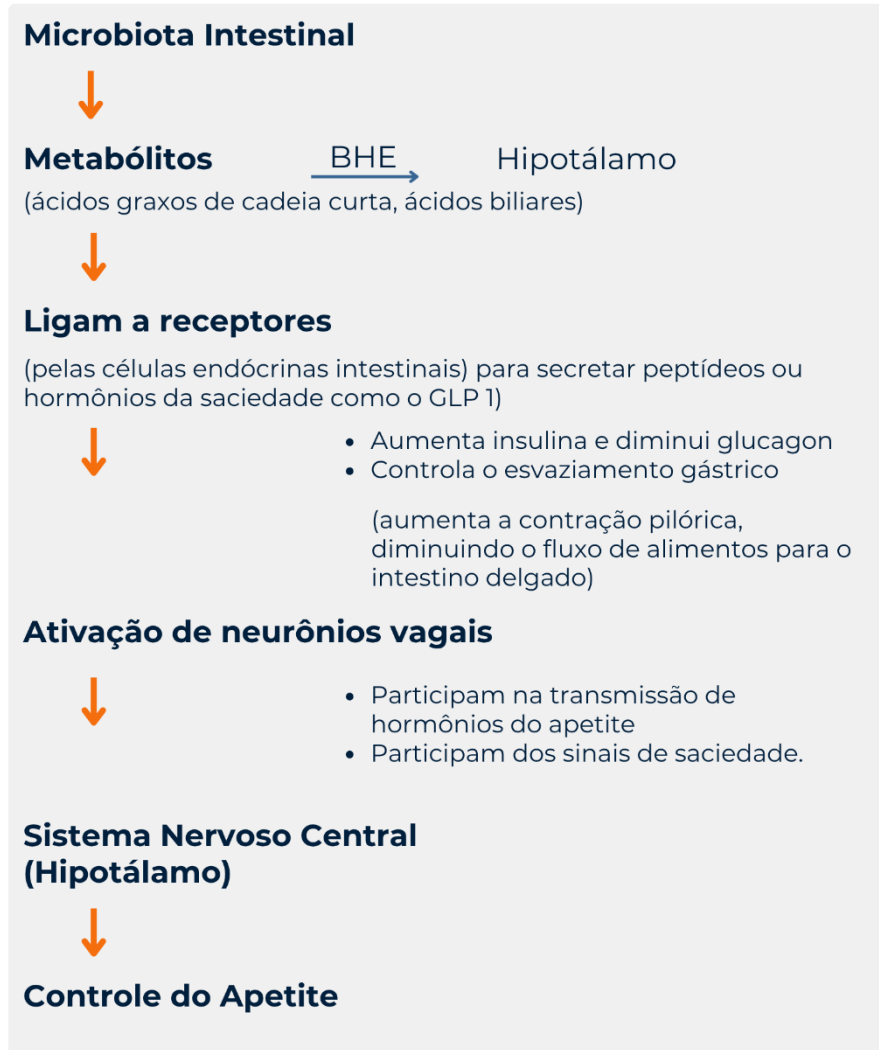 Microbiota Intestinal
Metabólitos BHE Hipotálamo
(ácidos graxos de cadeia curta, ácidos biliares)
Ligam a receptores
(pelas células endócrinas intestinais) para secretar peptídeos ou
hormônios da saciedade como o GLP 1)
• Aumenta insulina e diminui glucagon
• Controla o esvaziamento gástrico
(aumenta a contração pilórica,
diminuindo o fluxo de alimentos para o
intestino delgado)
Ativação de neurônios vagais
• Participam na transmissão de
hormônios do apetite
• Participam dos sinais de saciedade.
Sistema Nervoso Central
(Hipotálamo)
Controle do Apetite